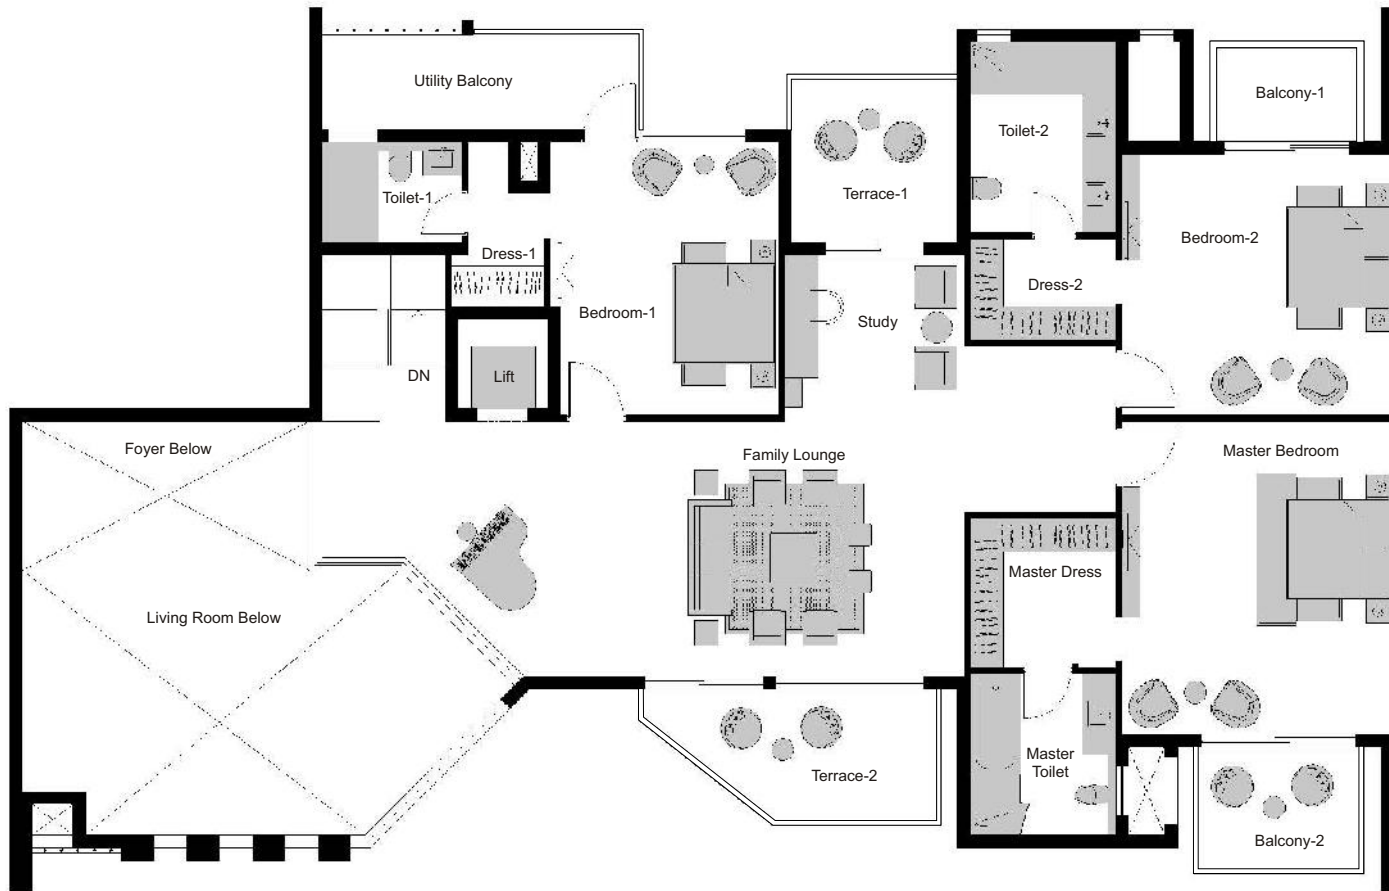 Utility Balcony
Balcony-1
Toilet-2
Toilet-1
Terrace-1
Bedroom-2
Dress-1
Dress-2
Bedroom-1
Study
DN
Lift
Foyer Below
Family Lounge
Master Bedroom
Master Dress
Living Room Below
Master
Toilet
Terrace-2
Balcony-2